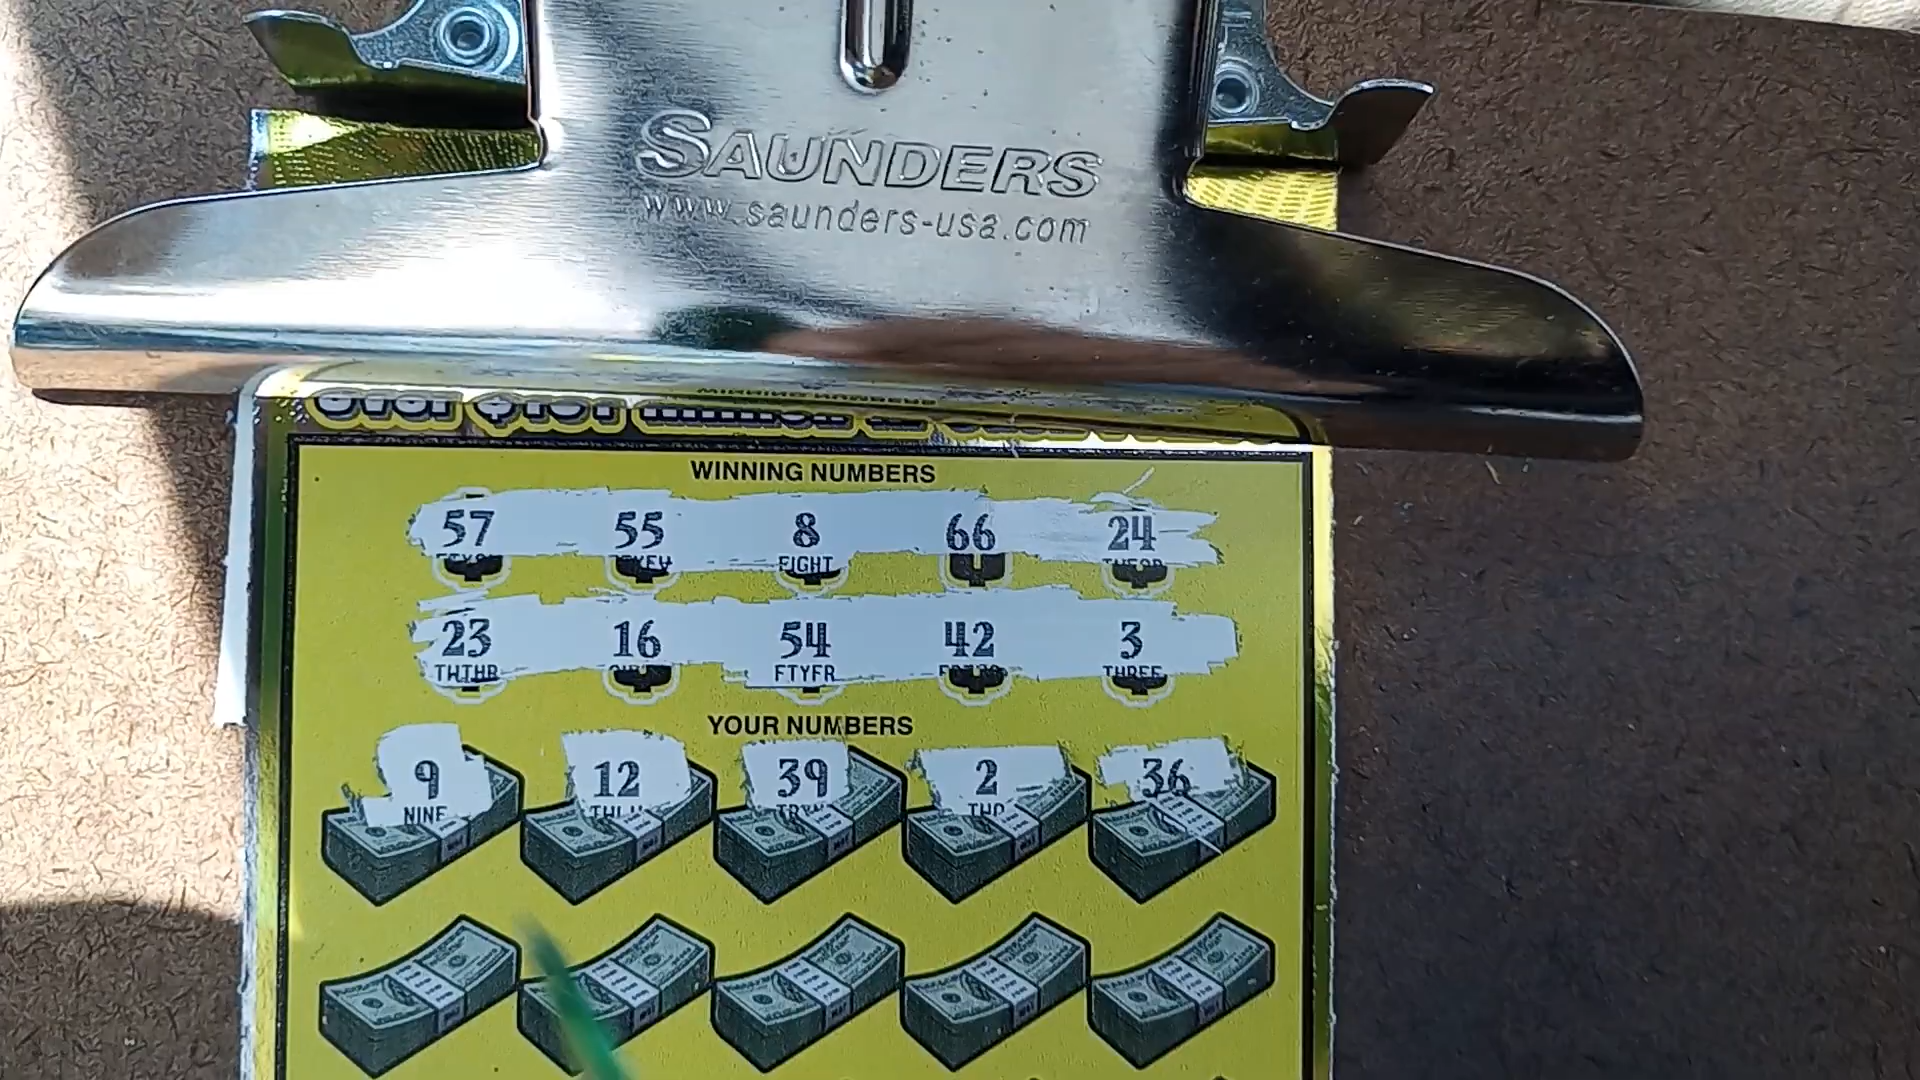 SAUNDERS
www.saunders-usa.com
WINNING NUMBERS
57 55 8 66 24
EIGHT
23 16 54 42 3
THTHR FTYFR THREE
YOUR NUMBERS
9 12 39 2 36
NINE